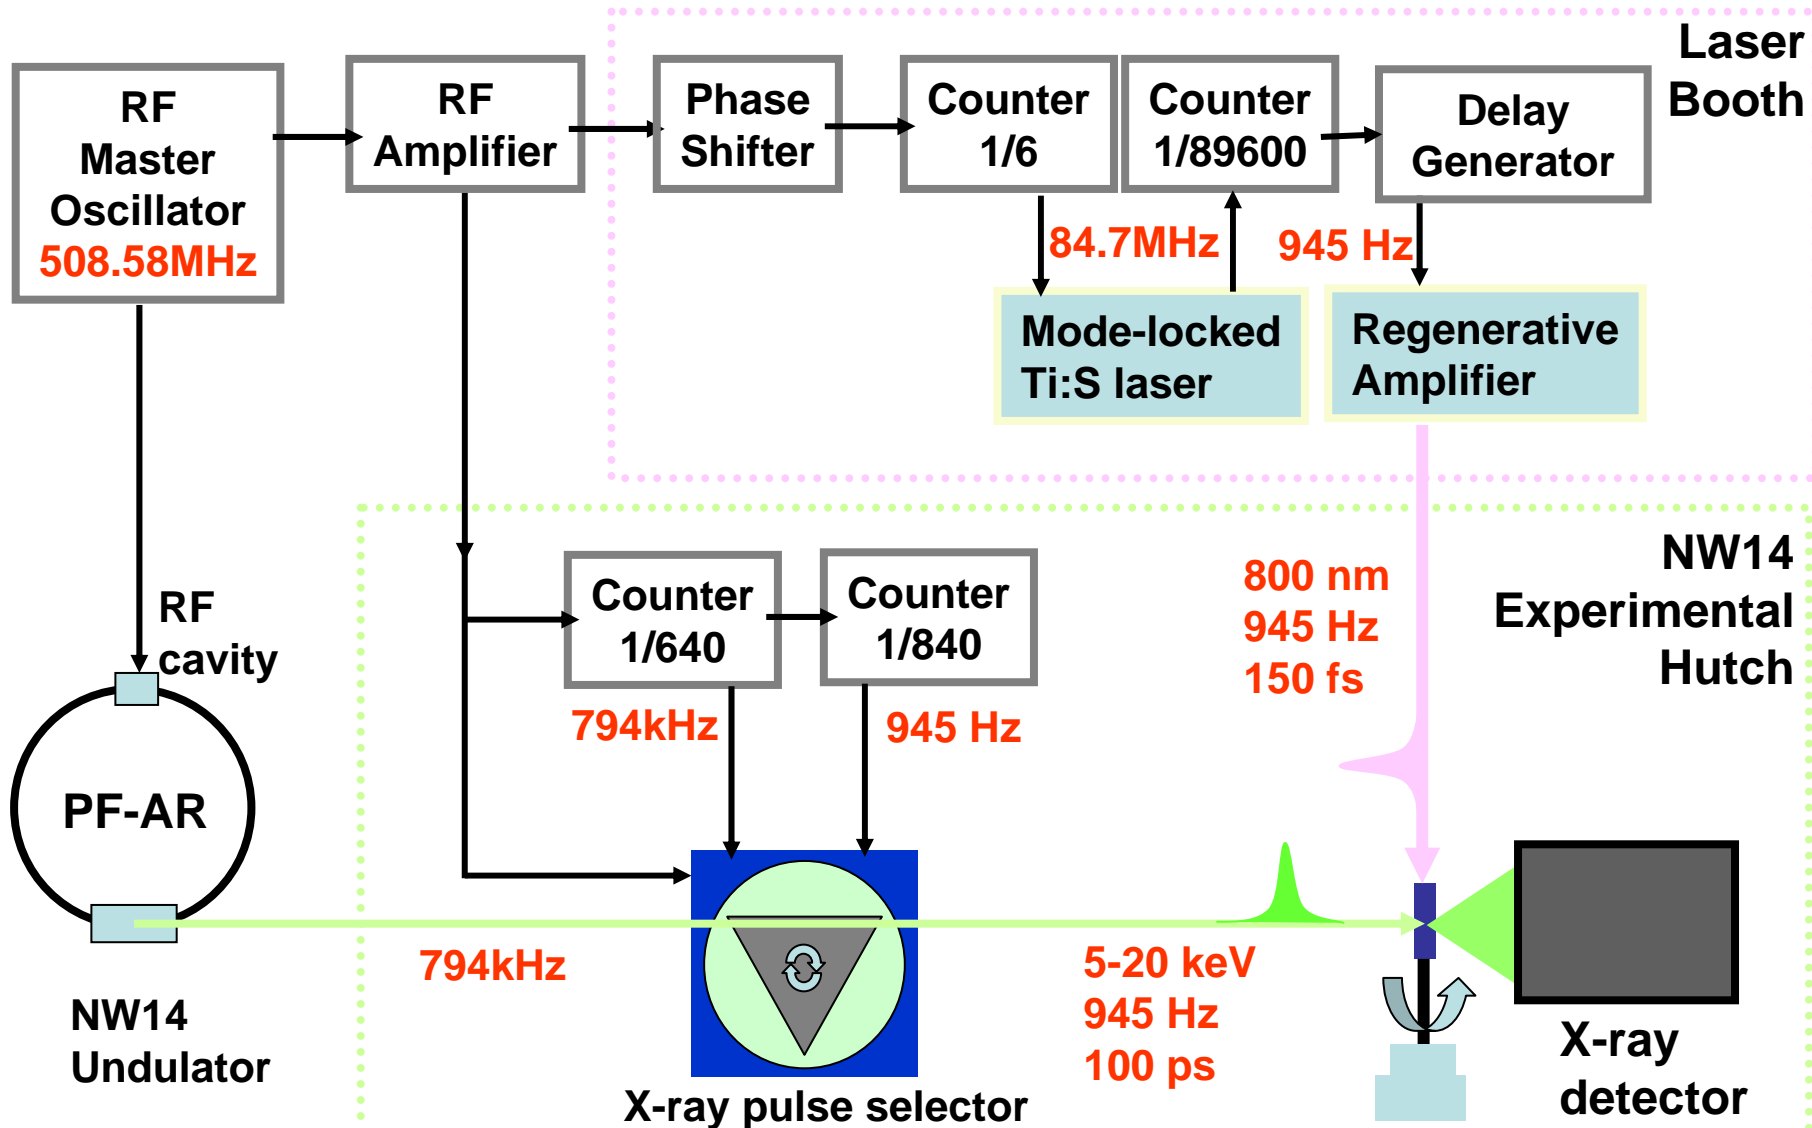 Laser
Booth
RF
Master
Oscillator
508.58MHz
RF
Amplifier
Phase
Shifter
Counter
1/6
Counter
1/89600
Delay
Generator
84.7MHz
945 Hz
Mode-locked
Ti:S laser
Regenerative
Amplifier
NW14
Experimental
Hutch
RF
cavity
Counter
1/640
Counter
1/840
794kHz
945 Hz
800 nm
945 Hz
150 fs
PF-AR
794kHz
5-20 keV
945 Hz
100 ps
NW14
Undulator
X-ray pulse selector
X-ray
detector